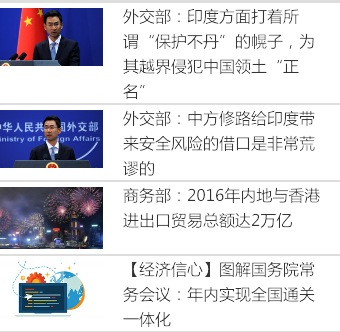 外交部：印度方面打着所
谓“保护不丹”的幌子，为
其越界侵犯中国领土“正
名”
华人民共和国外交部
inistry of Foreign Affairs
外交部：中方修路给印度带
来安全风险的借口是非常荒
谬的
商务部：2016年内地与香港
进出口贸易总额达2万亿
【经济信心】图解国务院常
务会议：年内实现全国通关
一体化